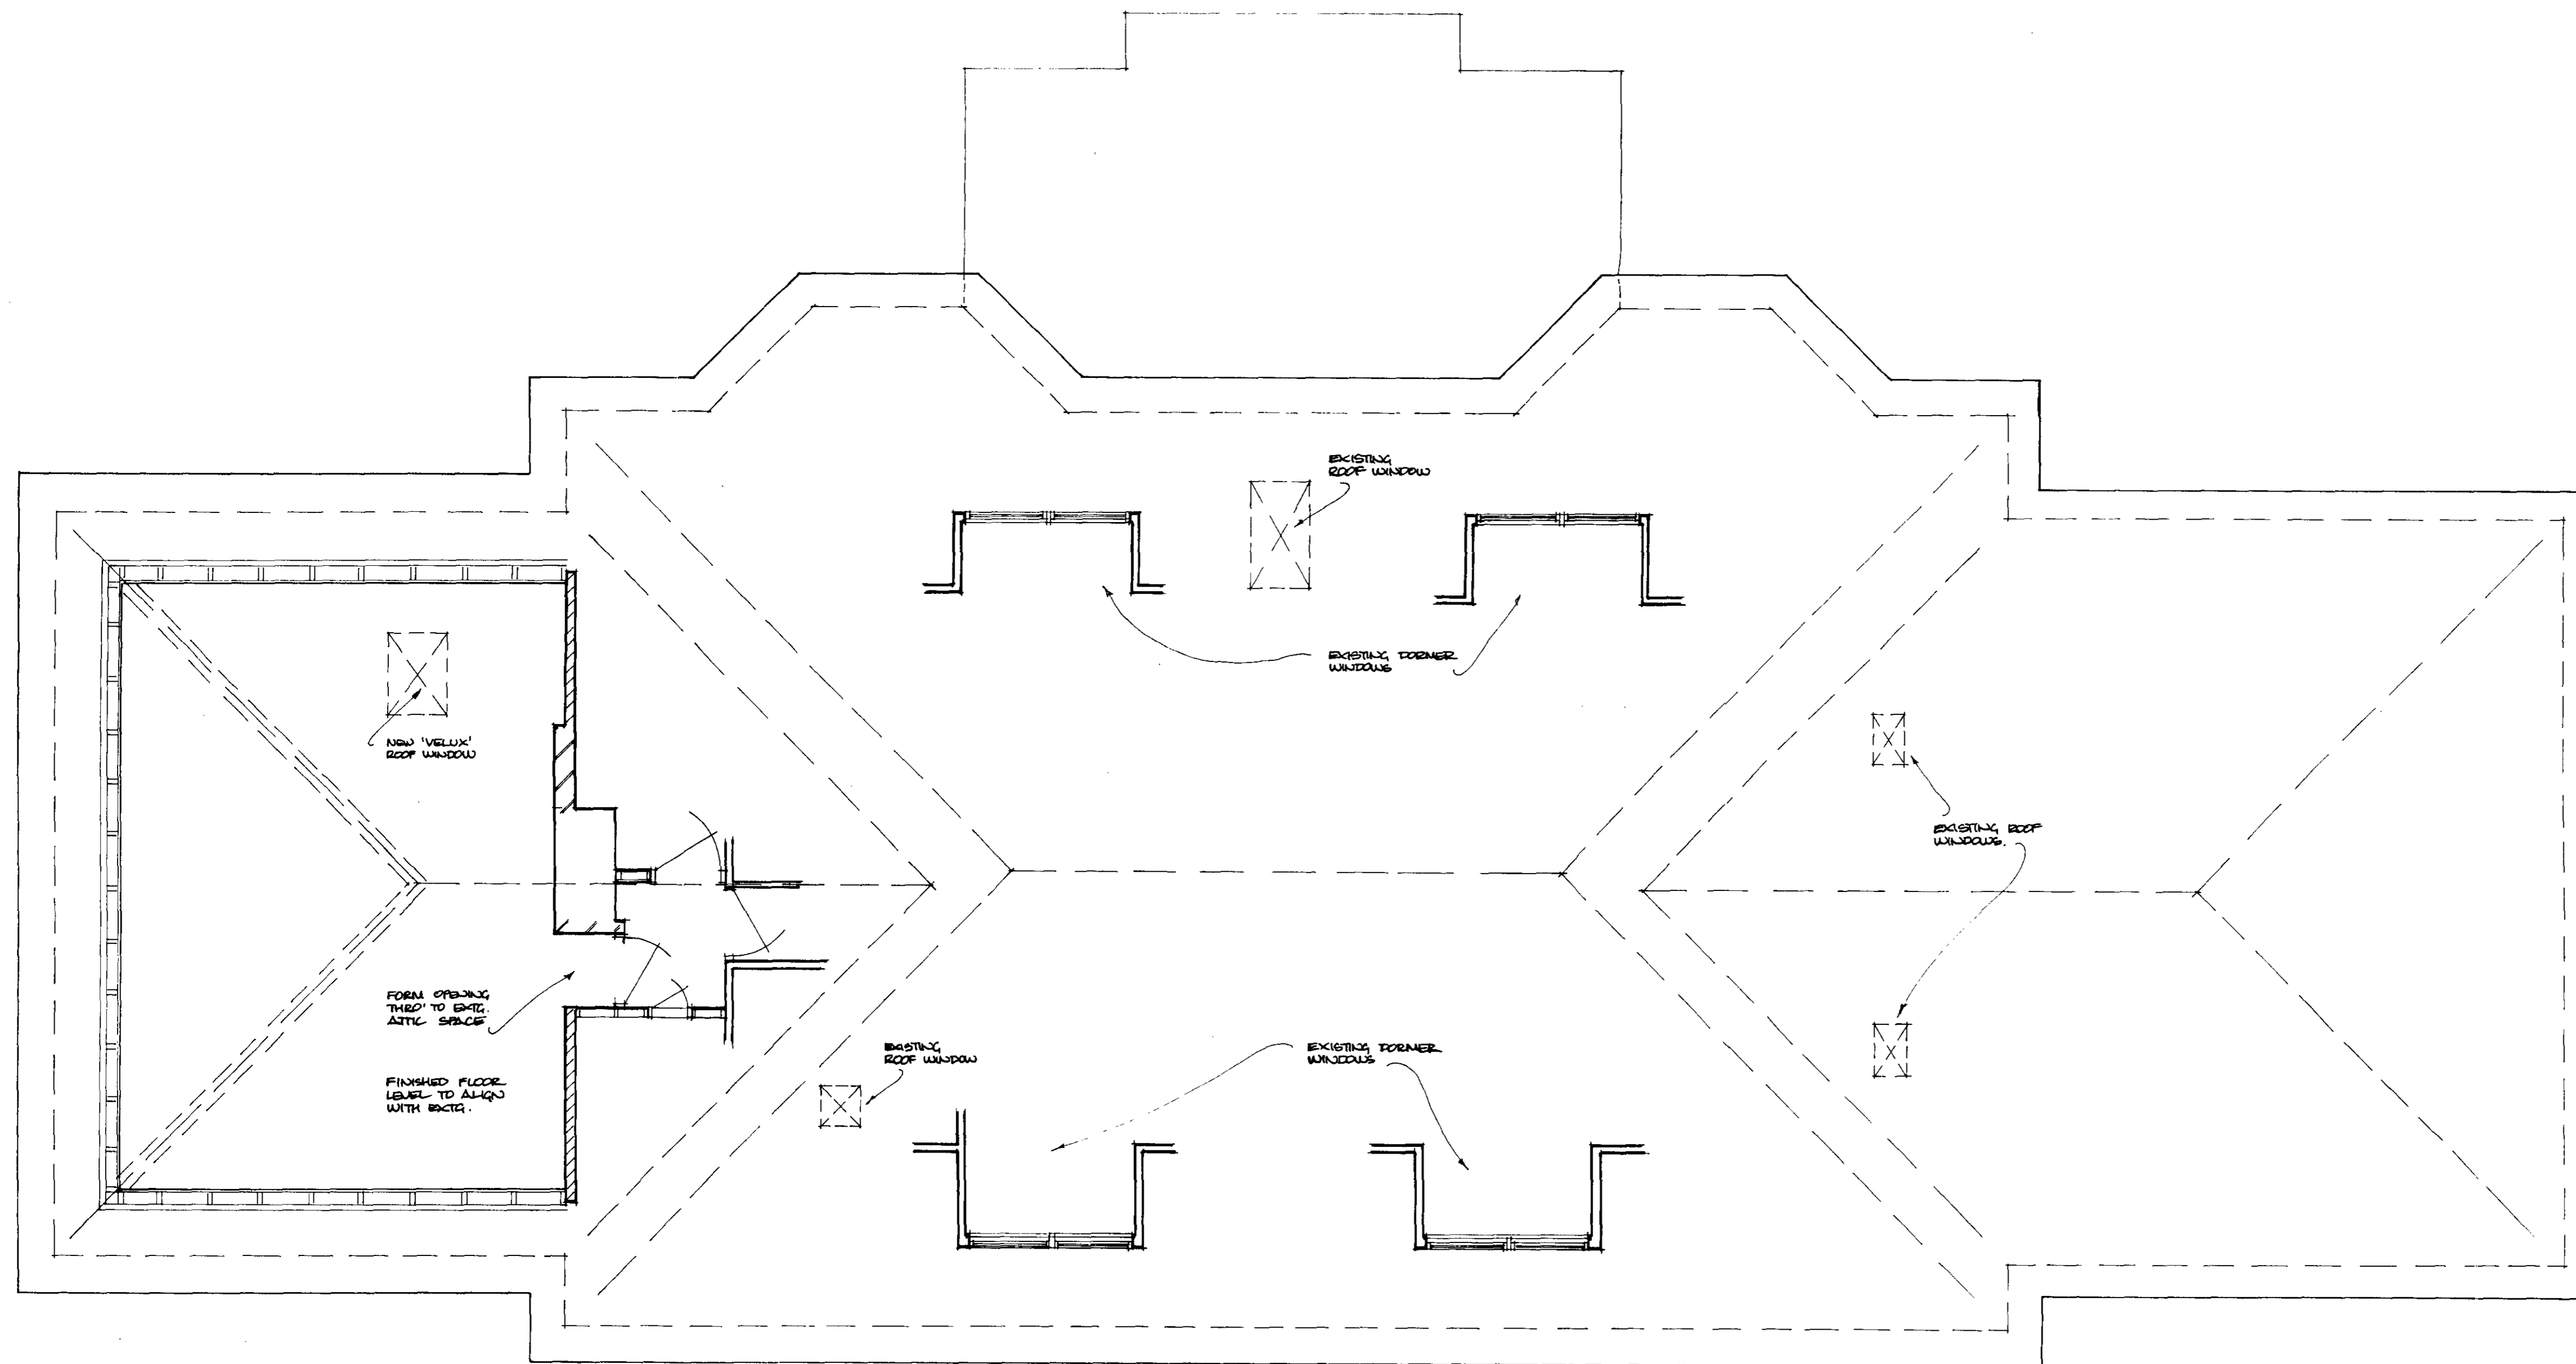 EXISTING
ROOF WINDOW
EXISTING DORMER
WINDOWS
NEW 'VELUX'
ROOF WINDOW
EXISTING ROOF
WINDOWS.
FORM OPENING
THRO' TO EXTG.
ATTIC SPACE
EXISTING
ROOF WINDOW
EXISTING DORMER
WINDOWS
FINISHED FLOOR
LEVEL TO ALIGN
WITH EXTG.